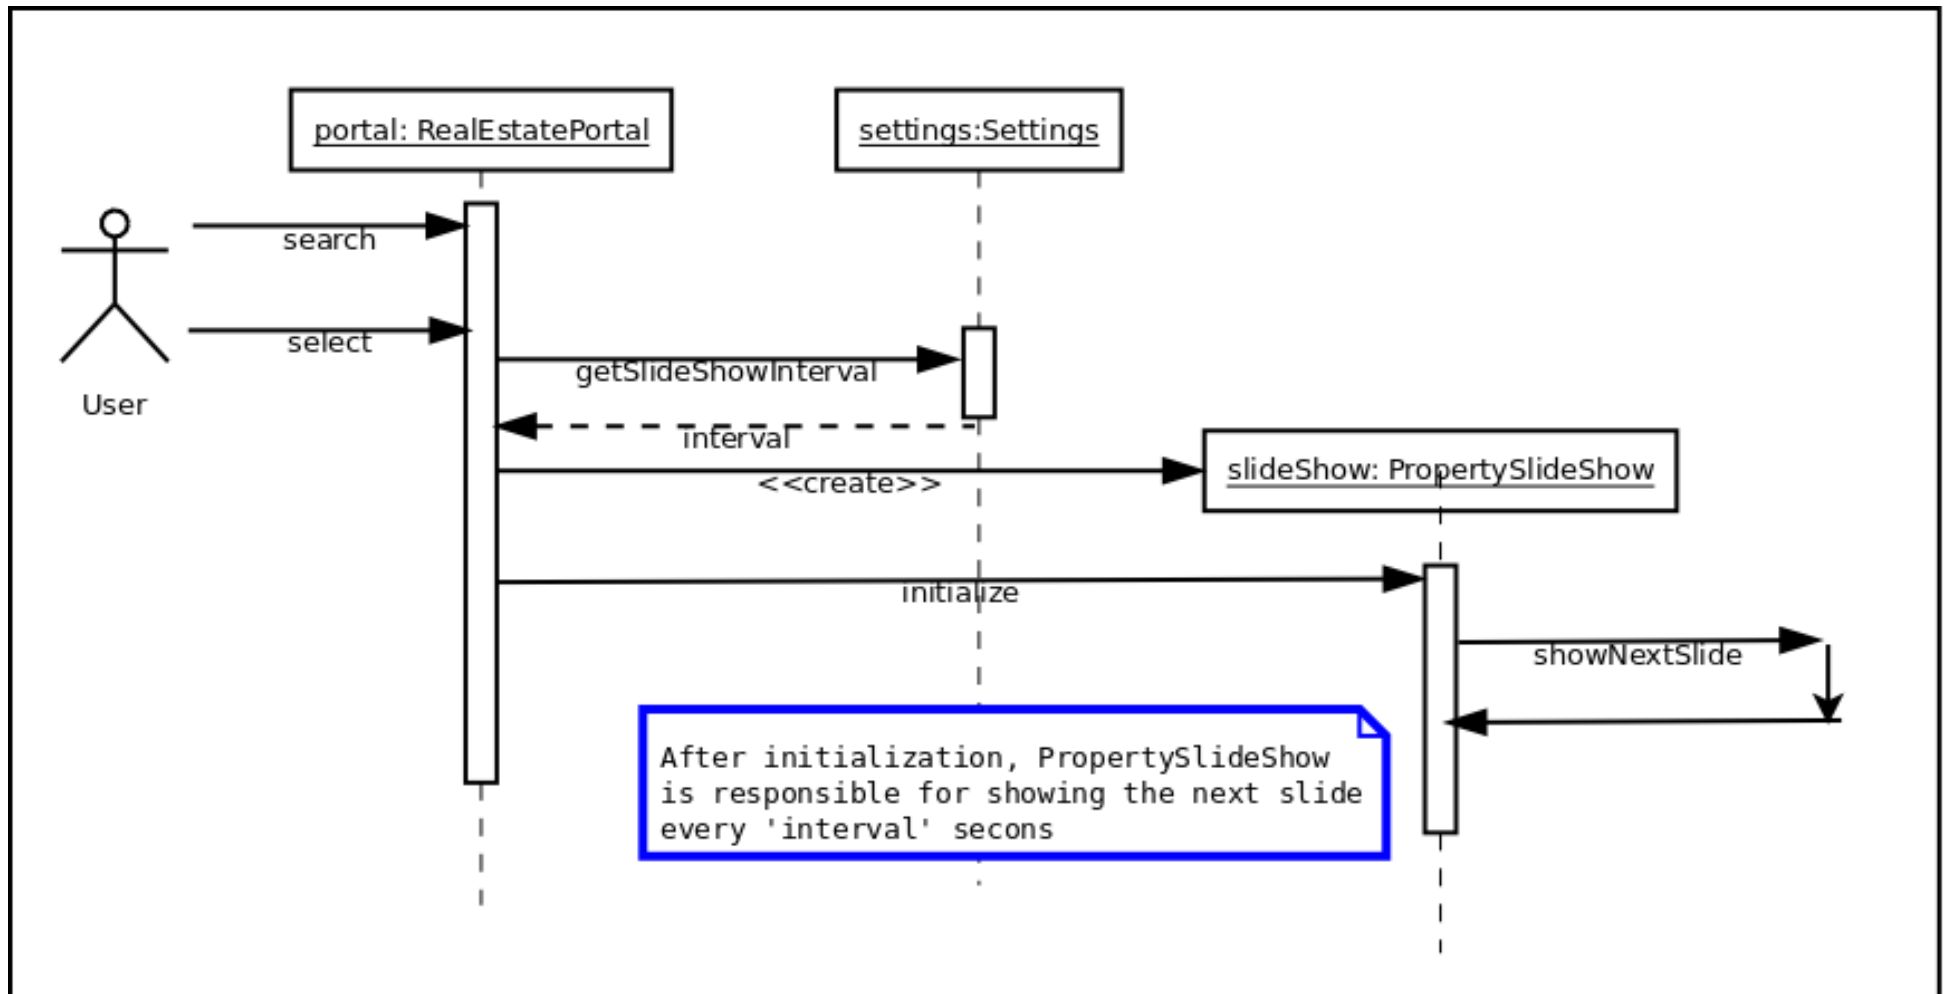 portal: RealEstatePortal
settings:Settings
search
select
User
getSlideShowInterval
interval
slideShow: PropertySlideShow
<<create>>
initialize
showNextSlide
After initialization, PropertySlideShow
is responsible for showing the next slide
every 'interval' secons